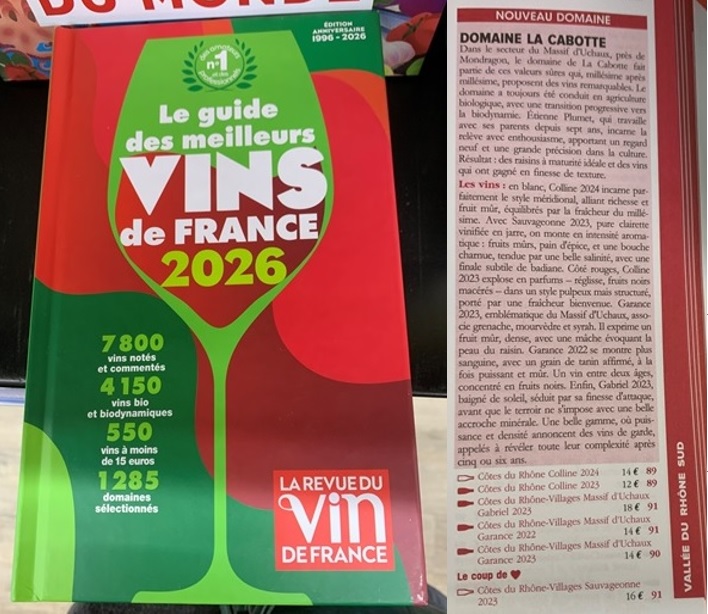 DU MONDE
ÉDITION
ANNIVERSAIRE
1996 - 2026
des amateurs
n°1
et des
professionnels
Le guide
des meilleurs
VINS
de FRANCE
2026
7 800
vins notés
et commentés
4 150
vins bio
et biodynamiques
550
vins à moins
de 15 euros
1 285
domaines
sélectionnés
LA REVUE DU
vin
DE FRANCE
NOUVEAU DOMAINE
DOMAINE LA CABOTTE
Dans le secteur du Massif d'Uchaux, près de
Mondragon, le domaine de La Cabotte fait
partie de ces valeurs sûres qui, millésime après
millésime, proposent des vins remarquables. Le
domaine a toujours été conduit en agriculture
biologique, avec une transition progressive vers
la biodynamie. Étienne Plumet, qui travaille
avec ses parents depuis sept ans, incarne la
relève avec enthousiasme, apportant un regard
neuf et une grande précision dans la culture.
Résultat : des raisins à maturité idéale et des vins
qui ont gagné en finesse de texture.
Les vins : en blanc, Colline 2024 incarne par-
faitement le style méridional, alliant richesse et
fruit mûr, équilibrés par la fraîcheur du millé-
sime. Avec Sauvageonne 2023, pure clairette
vinifiée en jarre, on monte en intensité aroma-
tique : fruits mûrs, pain d'épice, et une bouche
charnue, tendue par une belle salinité, avec une
finale subtile de badiane. Côté rouges, Colline
2023 explose en parfums – réglisse, fruits noirs
macérés – dans un style pulpeux mais structuré,
porté par une fraîcheur bienvenue. Garance
2023, emblématique du Massif d'Uchaux, asso-
cie grenache, mourvèdre et syrah. Il exprime un
fruit mûr, dense, avec une mâche évoquant la
peau du raisin. Garance 2022 se montre plus
sanguine, avec un grain de tanin affirmé, à la
fois puissant et mûr. Un vin entre deux âges,
concentré en fruits noirs. Enfin, Gabriel 2023,
baigné de soleil, séduit par sa finesse d'attaque,
avant que le terroir ne s'impose avec une belle
accroche minérale. Une belle gamme, où puis-
sance et densité annoncent des vins de garde,
appelés à révéler toute leur complexité après
cinq ou six ans.
Côtes du Rhône Colline 2024 14 € 89
Côtes du Rhône Colline 2023 12 € 89
Côtes du Rhône-Villages Massif d'Uchaux
Gabriel 2023 18 € 91
Côtes du Rhône-Villages Massif d'Uchaux
Garance 2022 14 € 91
Côtes du Rhône-Villages Massif d'Uchaux
Garance 2023 14 € 90
Le coup de ♥
Côtes du Rhône-Villages Sauvageonne
2023 16 € 91
VALLÉE DU RHÔNE SUD